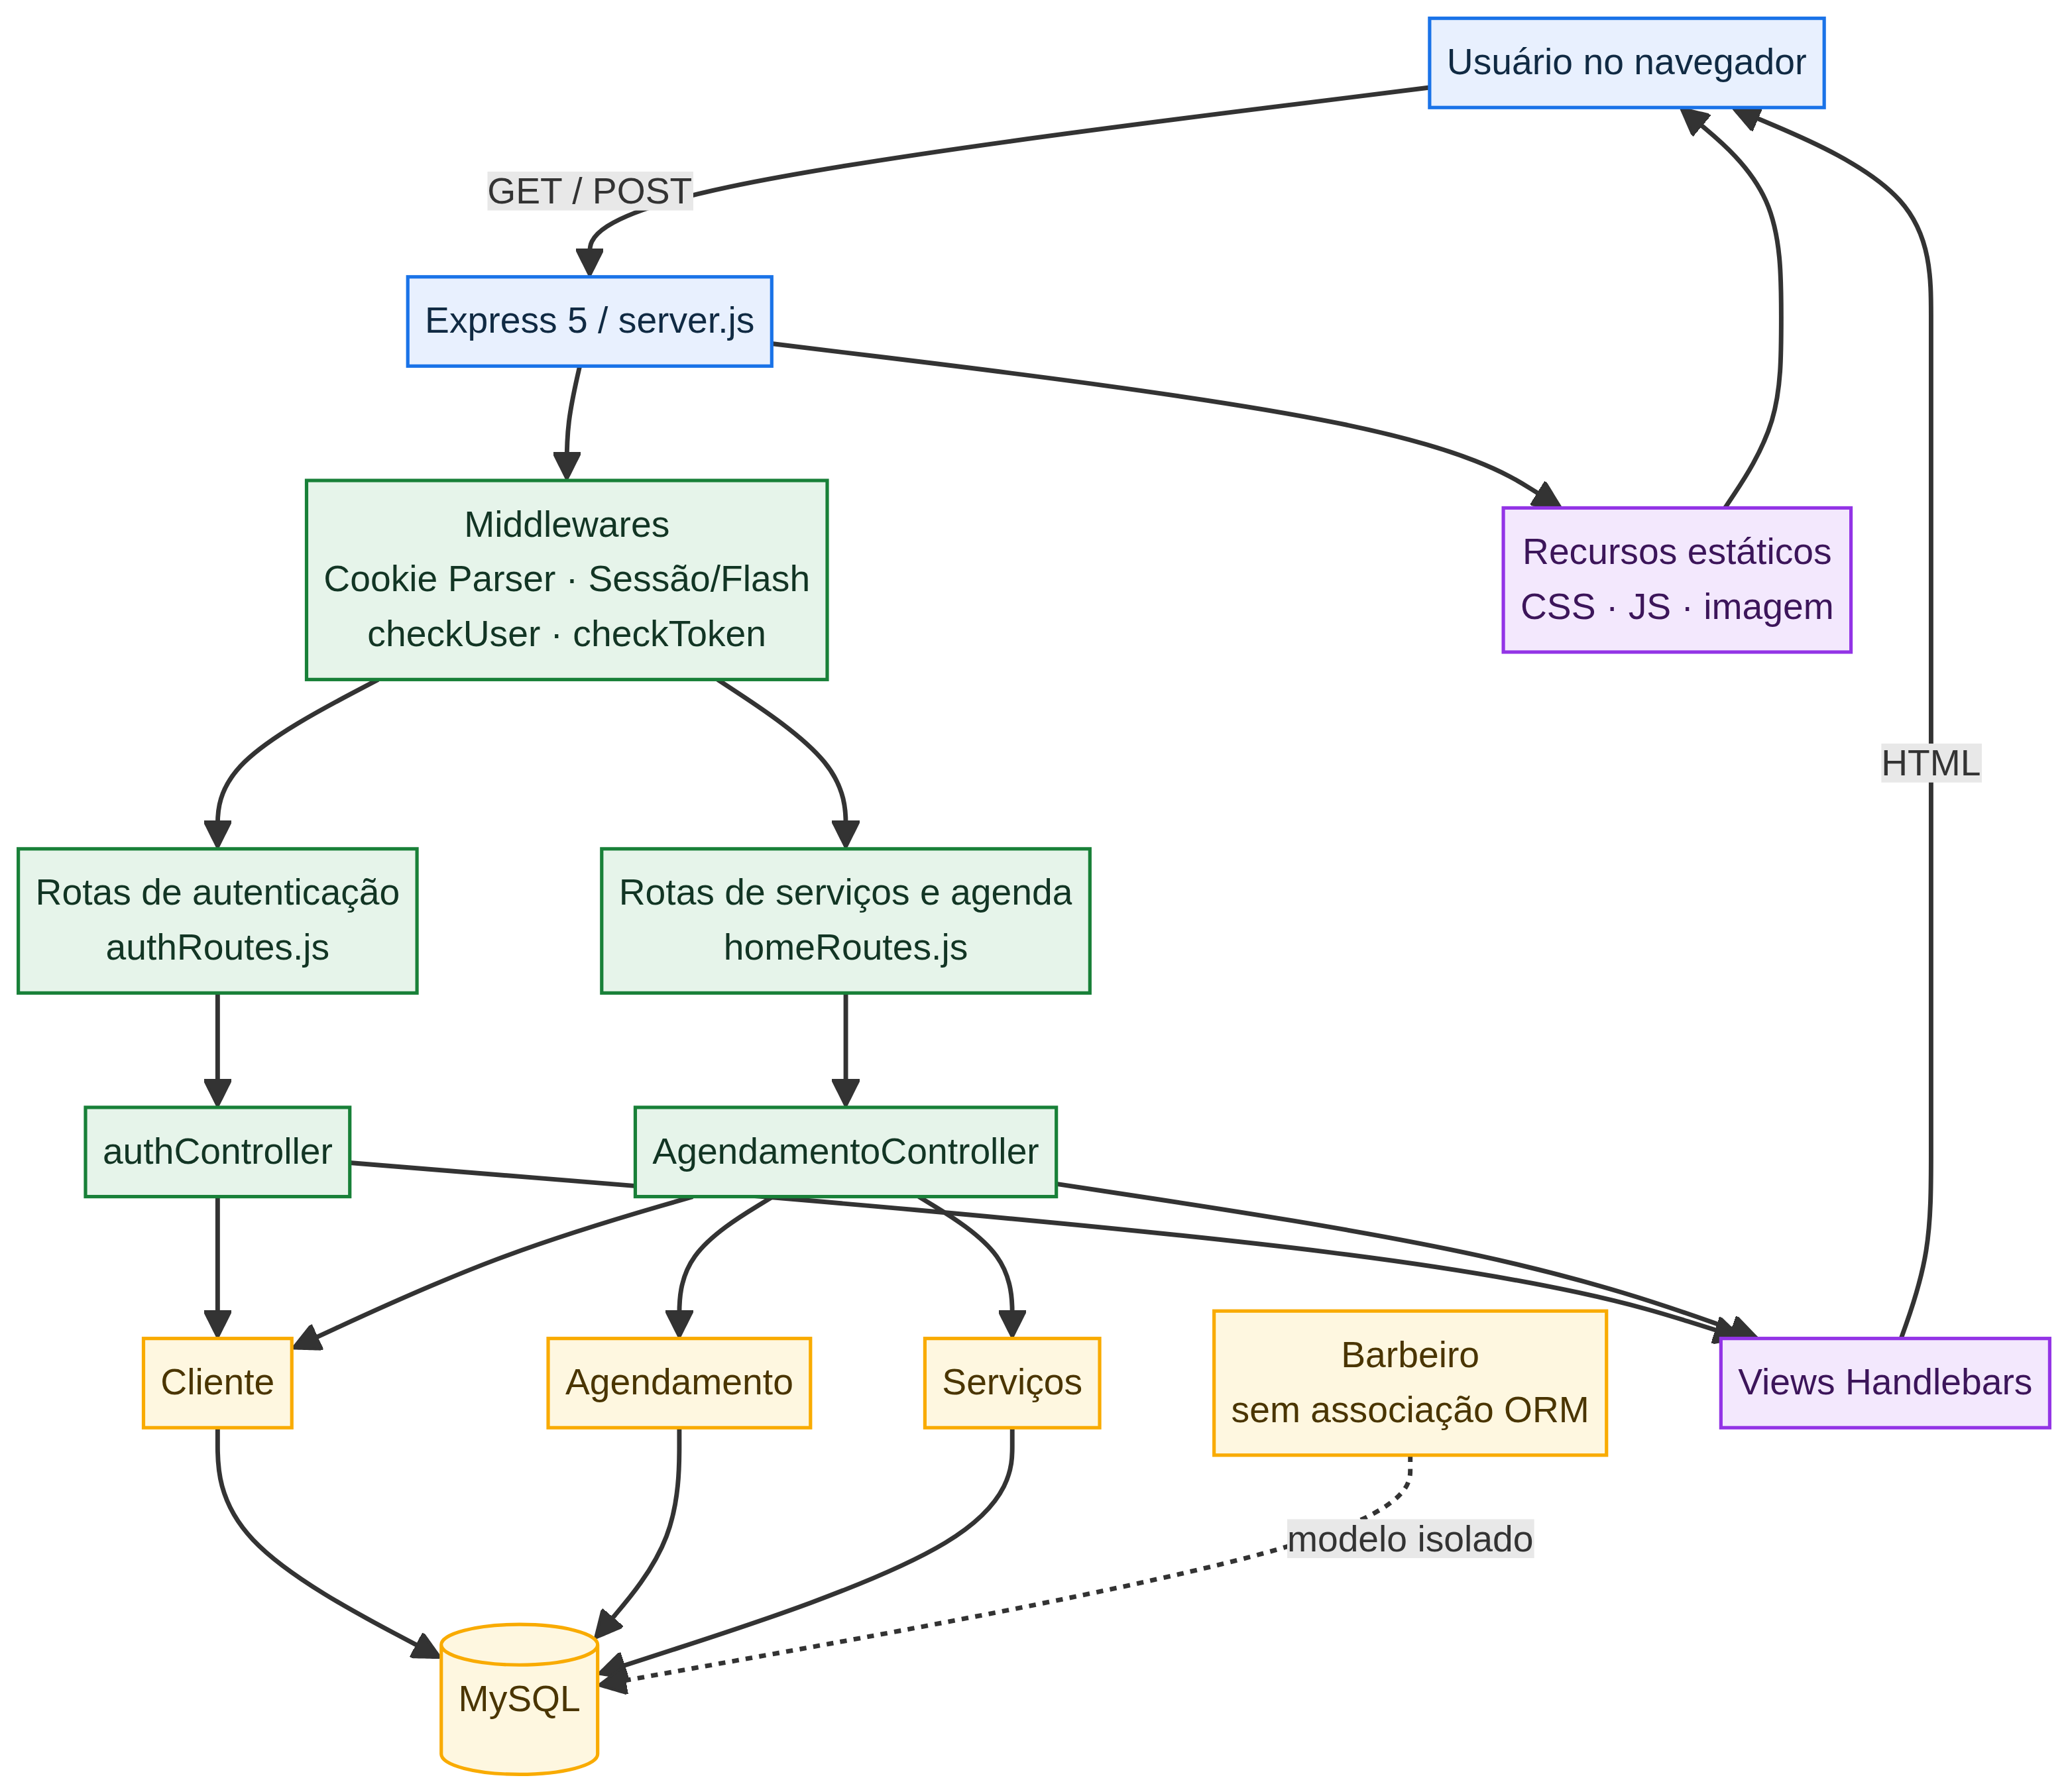 Usuário no navegador
GET / POST
Express 5 / server.js
Middlewares
Cookie Parser · Sessão/Flash
checkUser · checkToken
Recursos estáticos
CSS · JS · imagem
HTML
Rotas de autenticação
authRoutes.js
Rotas de serviços e agenda
homeRoutes.js
authController
AgendamentoController
Cliente
Agendamento
Serviços
Barbeiro
sem associação ORM
Views Handlebars
modelo isolado
MySQL